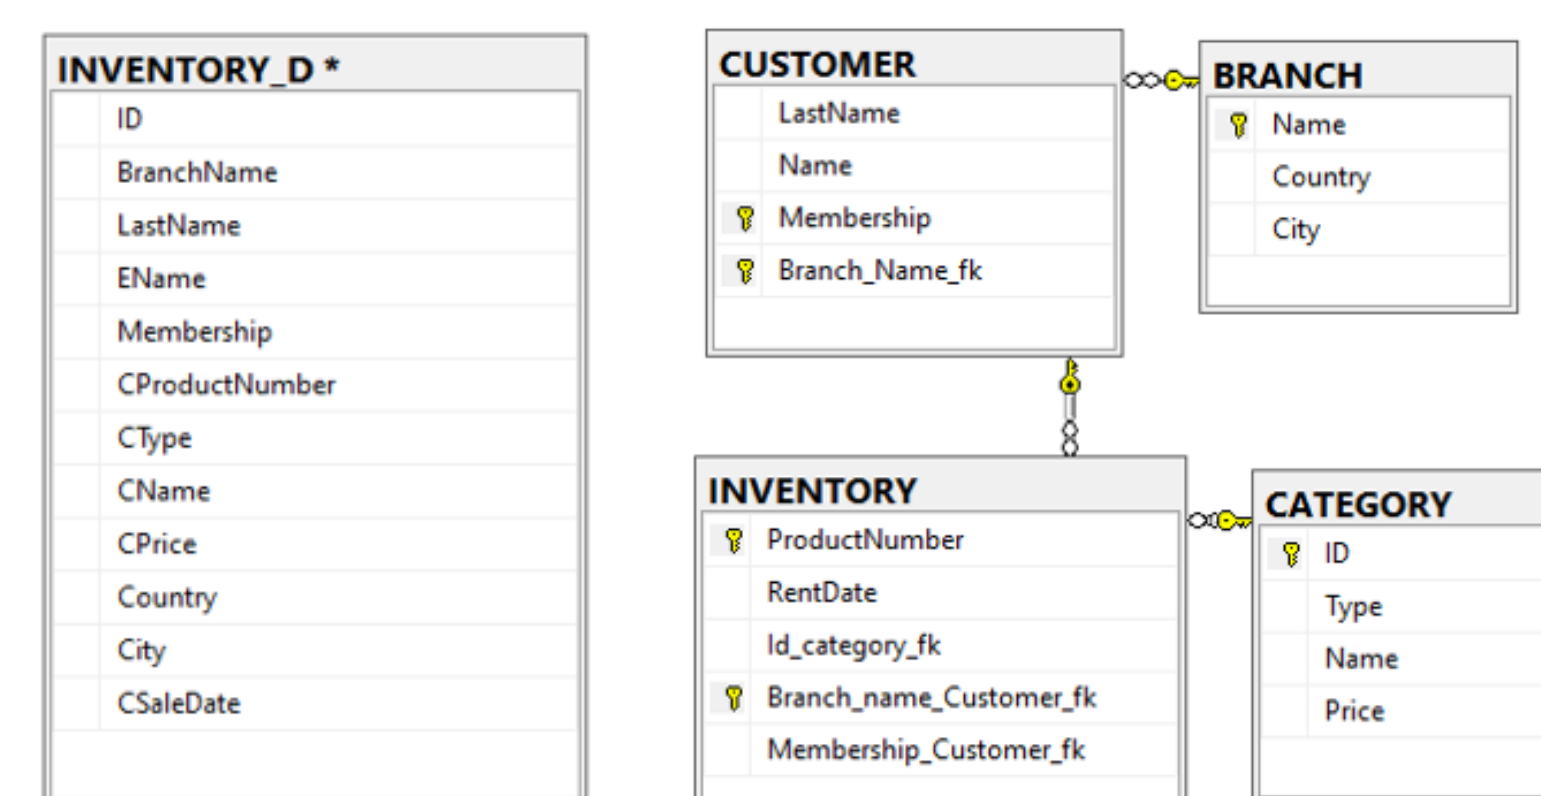 INVENTORY_D *
ID
BranchName
LastName
EName
Membership
CProductNumber
CType
CName
CPrice
Country
City
CSaleDate
CUSTOMER
LastName
Name
Membership
Branch_Name_fk
BRANCH
Name
Country
City
INVENTORY
ProductNumber
RentDate
Id_category_fk
Branch_name_Customer_fk
Membership_Customer_fk
CATEGORY
ID
Type
Name
Price